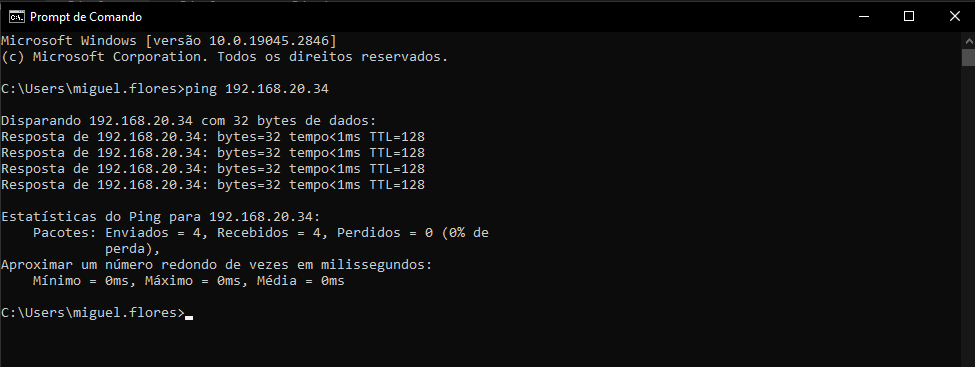 Prompt de Comando
Microsoft Windows [versão 10.0.19045.2846]
(c) Microsoft Corporation. Todos os direitos reservados.
C:\Users\miguel.flores>ping 192.168.20.34
Disparando 192.168.20.34 com 32 bytes de dados:
Resposta de 192.168.20.34: bytes=32 tempo<1ms TTL=128
Resposta de 192.168.20.34: bytes=32 tempo<1ms TTL=128
Resposta de 192.168.20.34: bytes=32 tempo<1ms TTL=128
Resposta de 192.168.20.34: bytes=32 tempo<1ms TTL=128
Estatísticas do Ping para 192.168.20.34:
Pacotes: Enviados = 4, Recebidos = 4, Perdidos = 0 (0% de
perda),
Aproximar um número redondo de vezes em milissegundos:
Mínimo = 0ms, Máximo = 0ms, Média = 0ms
C:\Users\miguel.flores>